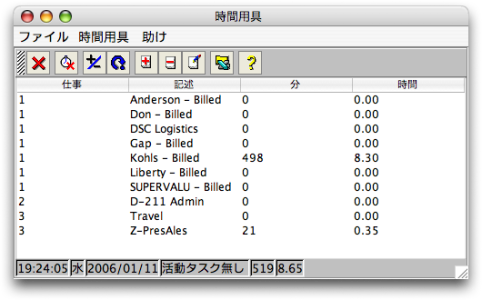 時間用具
ファイル 時間用具 助け
仕事 記述 分 時間
1 Anderson - Billed 0 0.00
1 Don - Billed 0 0.00
1 DSC Logistics 0 0.00
1 Gap - Billed 0 0.00
1 Kohls - Billed 498 8.30
1 Liberty - Billed 0 0.00
1 SUPERVALU - Billed 0 0.00
2 D-211 Admin 0 0.00
3 Travel 0 0.00
3 Z-PresAles 21 0.35
19:24:05 水 2006/01/11 活動タスク無し 519 8.65